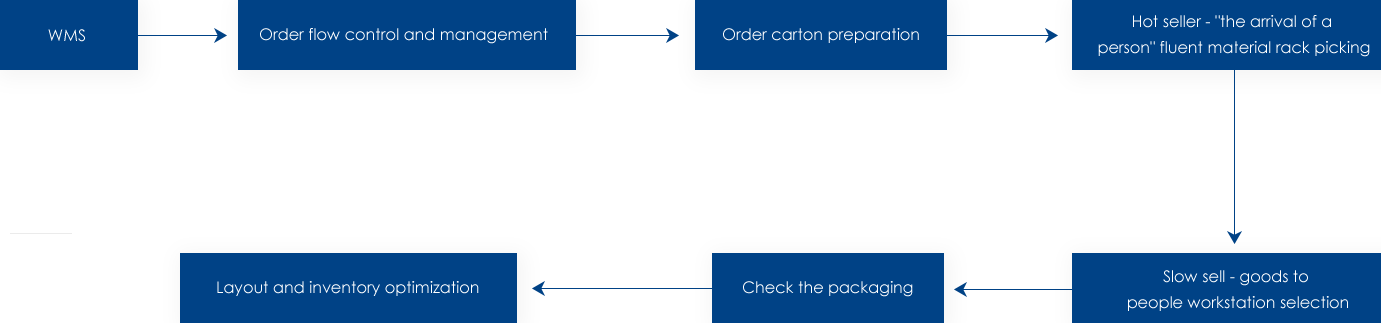 WMS
Order flow control and management
Order carton preparation
Hot seller - "the arrival of a
person" fluent material rack picking
Slow sell - goods to
people workstation selection
Check the packaging
Layout and inventory optimization